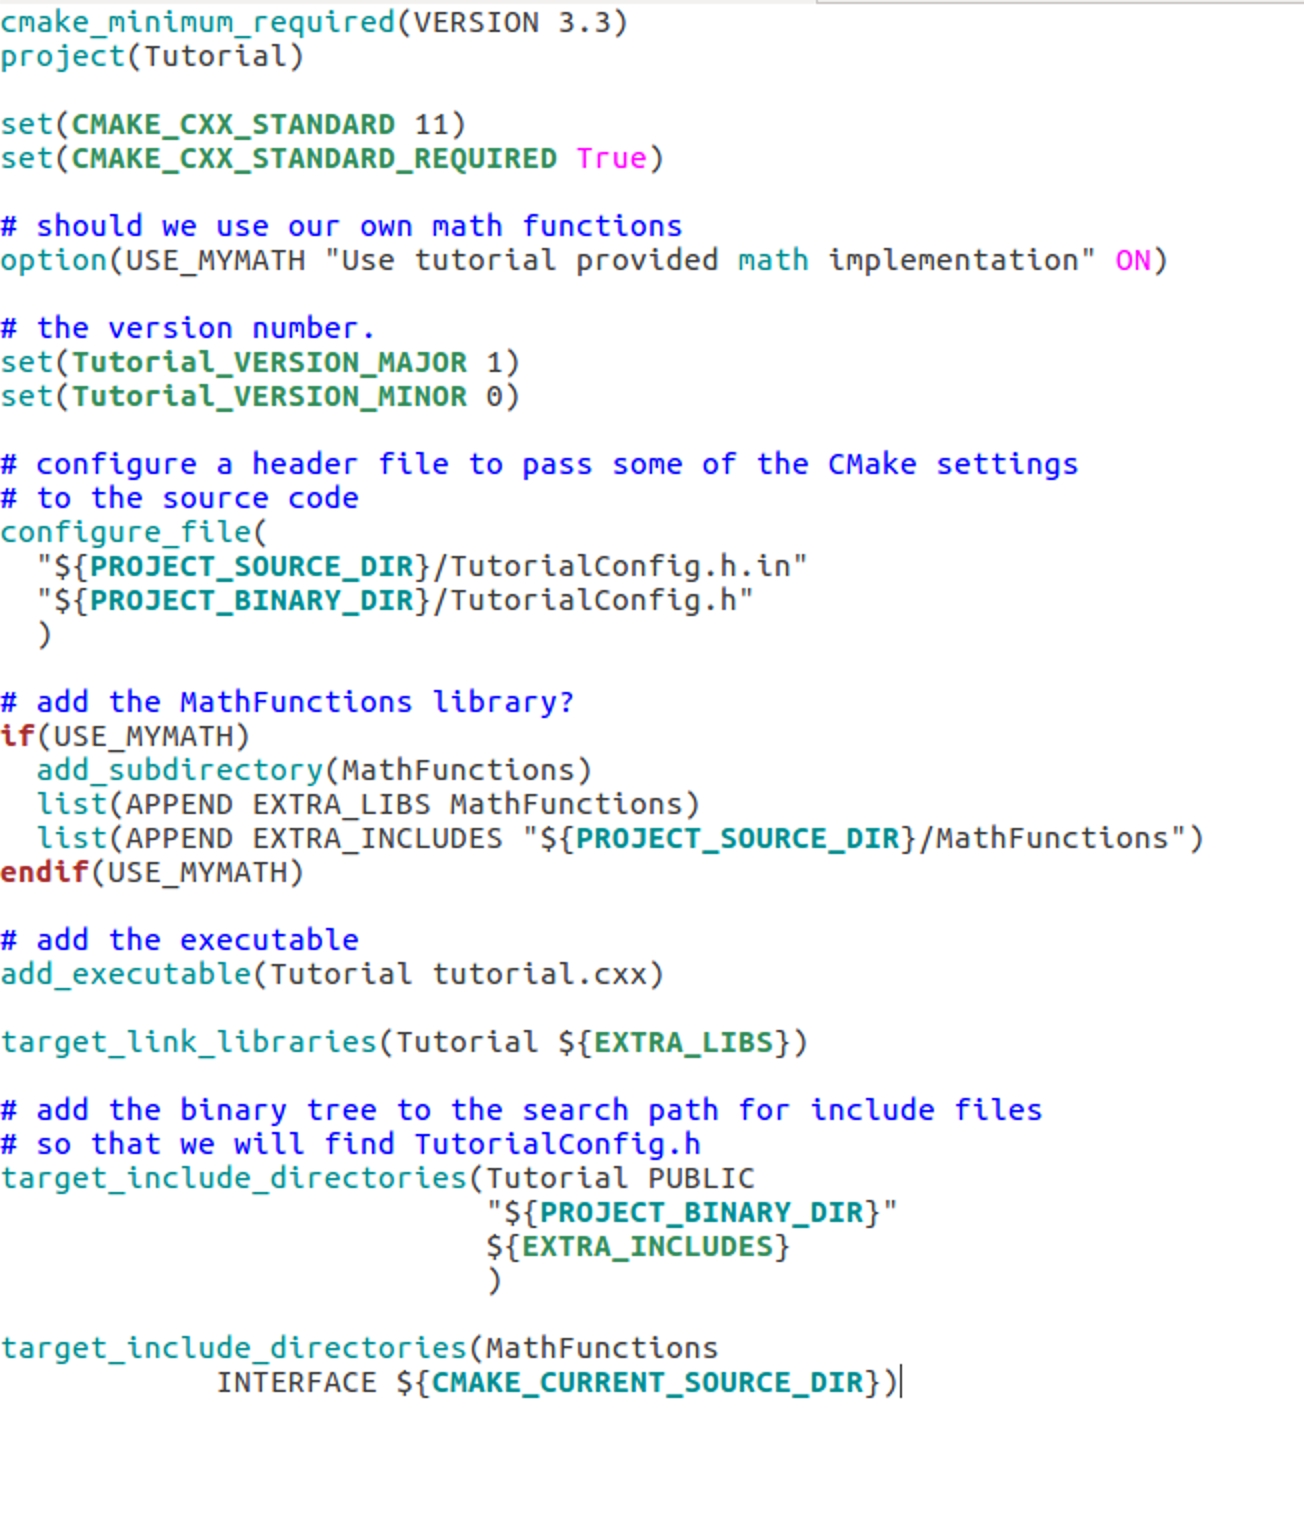 cmake_minimum_required(VERSION 3.3)
project(Tutorial)

set(CMAKE_CXX_STANDARD 11)
set(CMAKE_CXX_STANDARD_REQUIRED True)

# should we use our own math functions
option(USE_MYMATH "Use tutorial provided math implementation" ON)

# the version number.
set(Tutorial_VERSION_MAJOR 1)
set(Tutorial_VERSION_MINOR 0)

# configure a header file to pass some of the CMake settings
# to the source code
configure_file(
  "${PROJECT_SOURCE_DIR}/TutorialConfig.h.in"
  "${PROJECT_BINARY_DIR}/TutorialConfig.h"
  )

# add the MathFunctions library?
if(USE_MYMATH)
  add_subdirectory(MathFunctions)
  list(APPEND EXTRA_LIBS MathFunctions)
  list(APPEND EXTRA_INCLUDES "${PROJECT_SOURCE_DIR}/MathFunctions")
endif(USE_MYMATH)

# add the executable
add_executable(Tutorial tutorial.cxx)

target_link_libraries(Tutorial ${EXTRA_LIBS})

# add the binary tree to the search path for include files
# so that we will find TutorialConfig.h
target_include_directories(Tutorial PUBLIC
                           "${PROJECT_BINARY_DIR}"
                           ${EXTRA_INCLUDES}
                           )

target_include_directories(MathFunctions
            INTERFACE ${CMAKE_CURRENT_SOURCE_DIR})